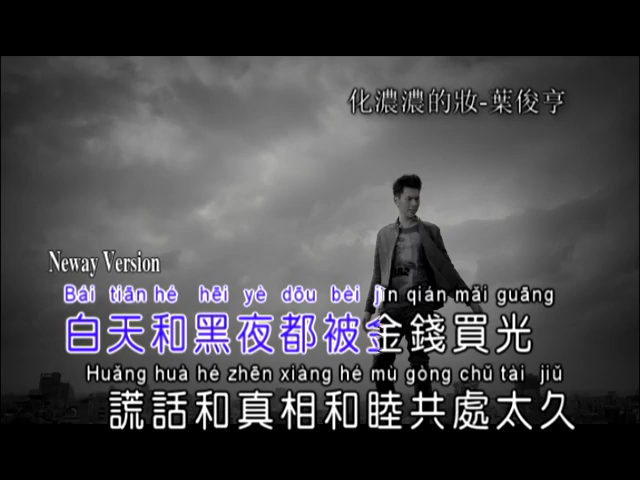 化濃濃的妝-葉俊亨
Neway Version
Bái tiān hé hēi yè dōu bèi jīn qián mǎi guāng
白天和黑夜都被金錢買光
Huǎng huà hé zhēn xiàng hé mù gòng chǔ tài jiǔ
謊話和真相和睦共處太久